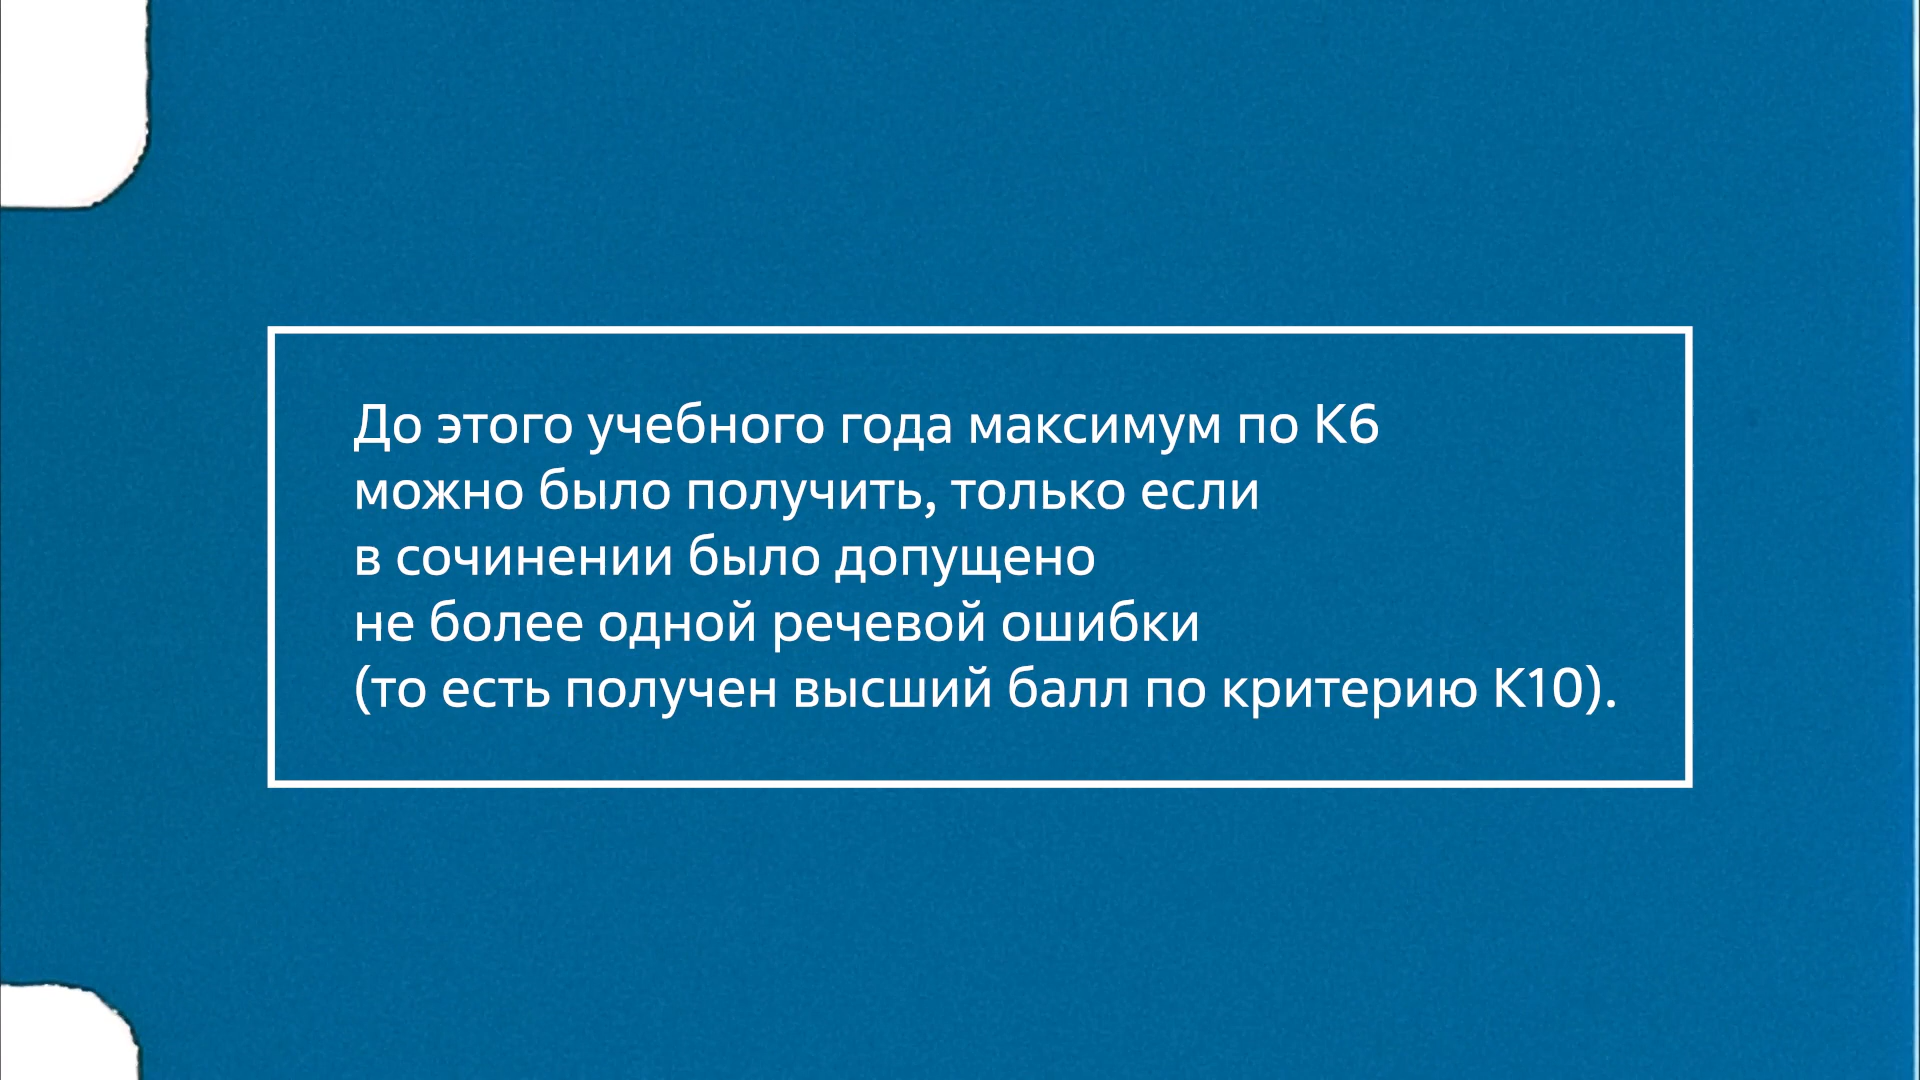 До этого учебного года максимум по К6
можно было получить, только если
в сочинении было допущено
не более одной речевой ошибки
(то есть получен высший балл по критерию К10).